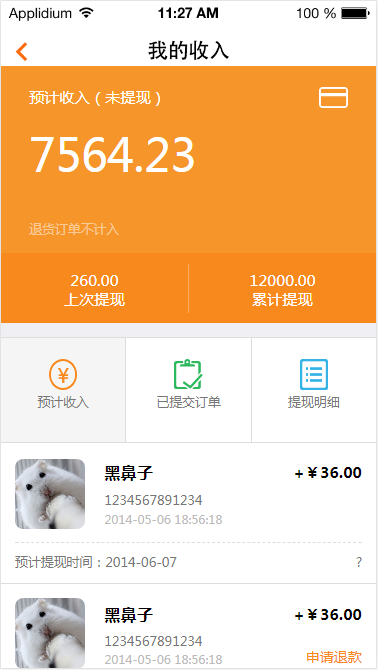 Applidium 11:27 AM 100 %
我的收入
预计收入（未提现）
7564.23
退货订单不计入
260.00 12000.00
上次提现 累计提现
¥
预计收入 已提交订单 提现明细
黑鼻子 +￥36.00
1234567891234
2014-05-06 18:56:18
预计提现时间：2014-06-07 ?
黑鼻子 +￥36.00
1234567891234
2014-05-06 18:56:18 申请退款